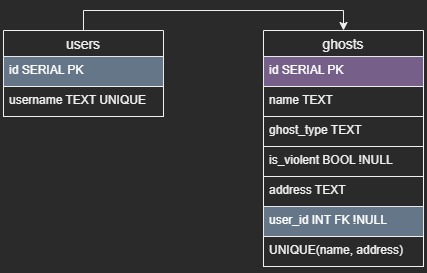 users
id SERIAL PK
username TEXT UNIQUE
ghosts
id SERIAL PK
name TEXT
ghost_type TEXT
is_violent BOOL !NULL
address TEXT
user_id INT FK !NULL
UNIQUE(name, address)